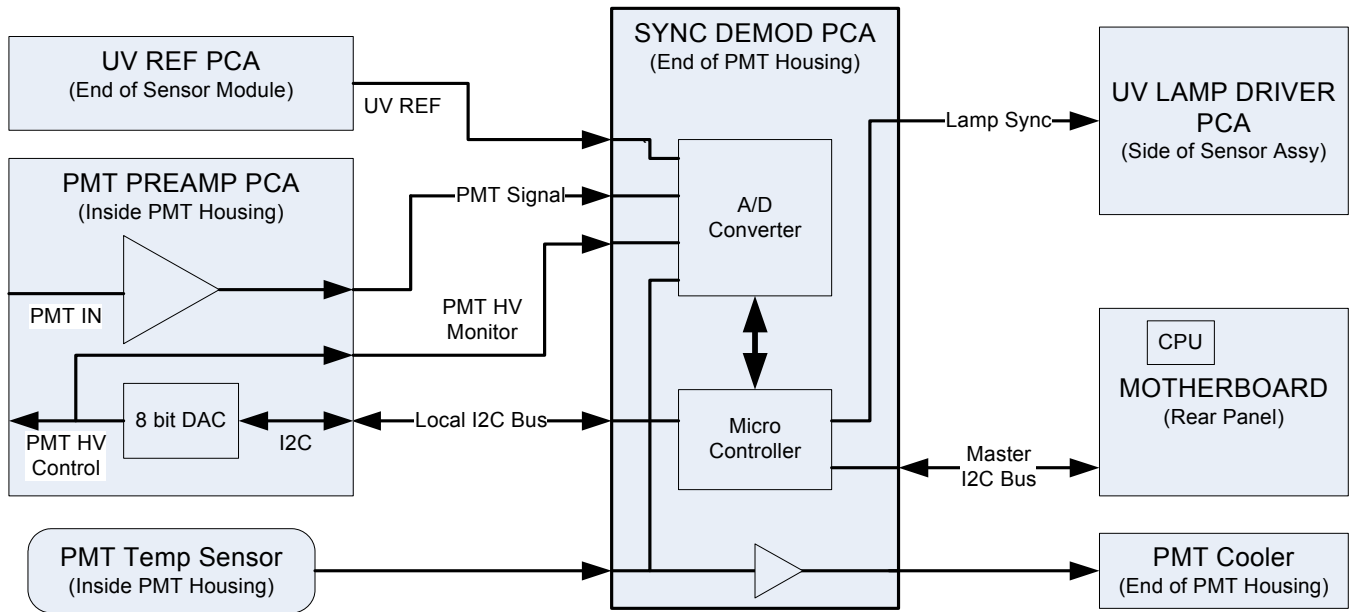 UV REF PCA
(End of Sensor Module)
UV REF
PMT PREAMP PCA
(Inside PMT Housing)
PMT IN
PMT HV
Control
8 bit DAC
I2C
PMT Signal
PMT HV
Monitor
Local I2C Bus
PMT Temp Sensor
(Inside PMT Housing)
SYNC DEMOD PCA
(End of PMT Housing)
A/D
Converter
Micro
Controller
Lamp Sync
Master
I2C Bus
UV LAMP DRIVER
PCA
(Side of Sensor Assy)
CPU
MOTHERBOARD
(Rear Panel)
PMT Cooler
(End of PMT Housing)